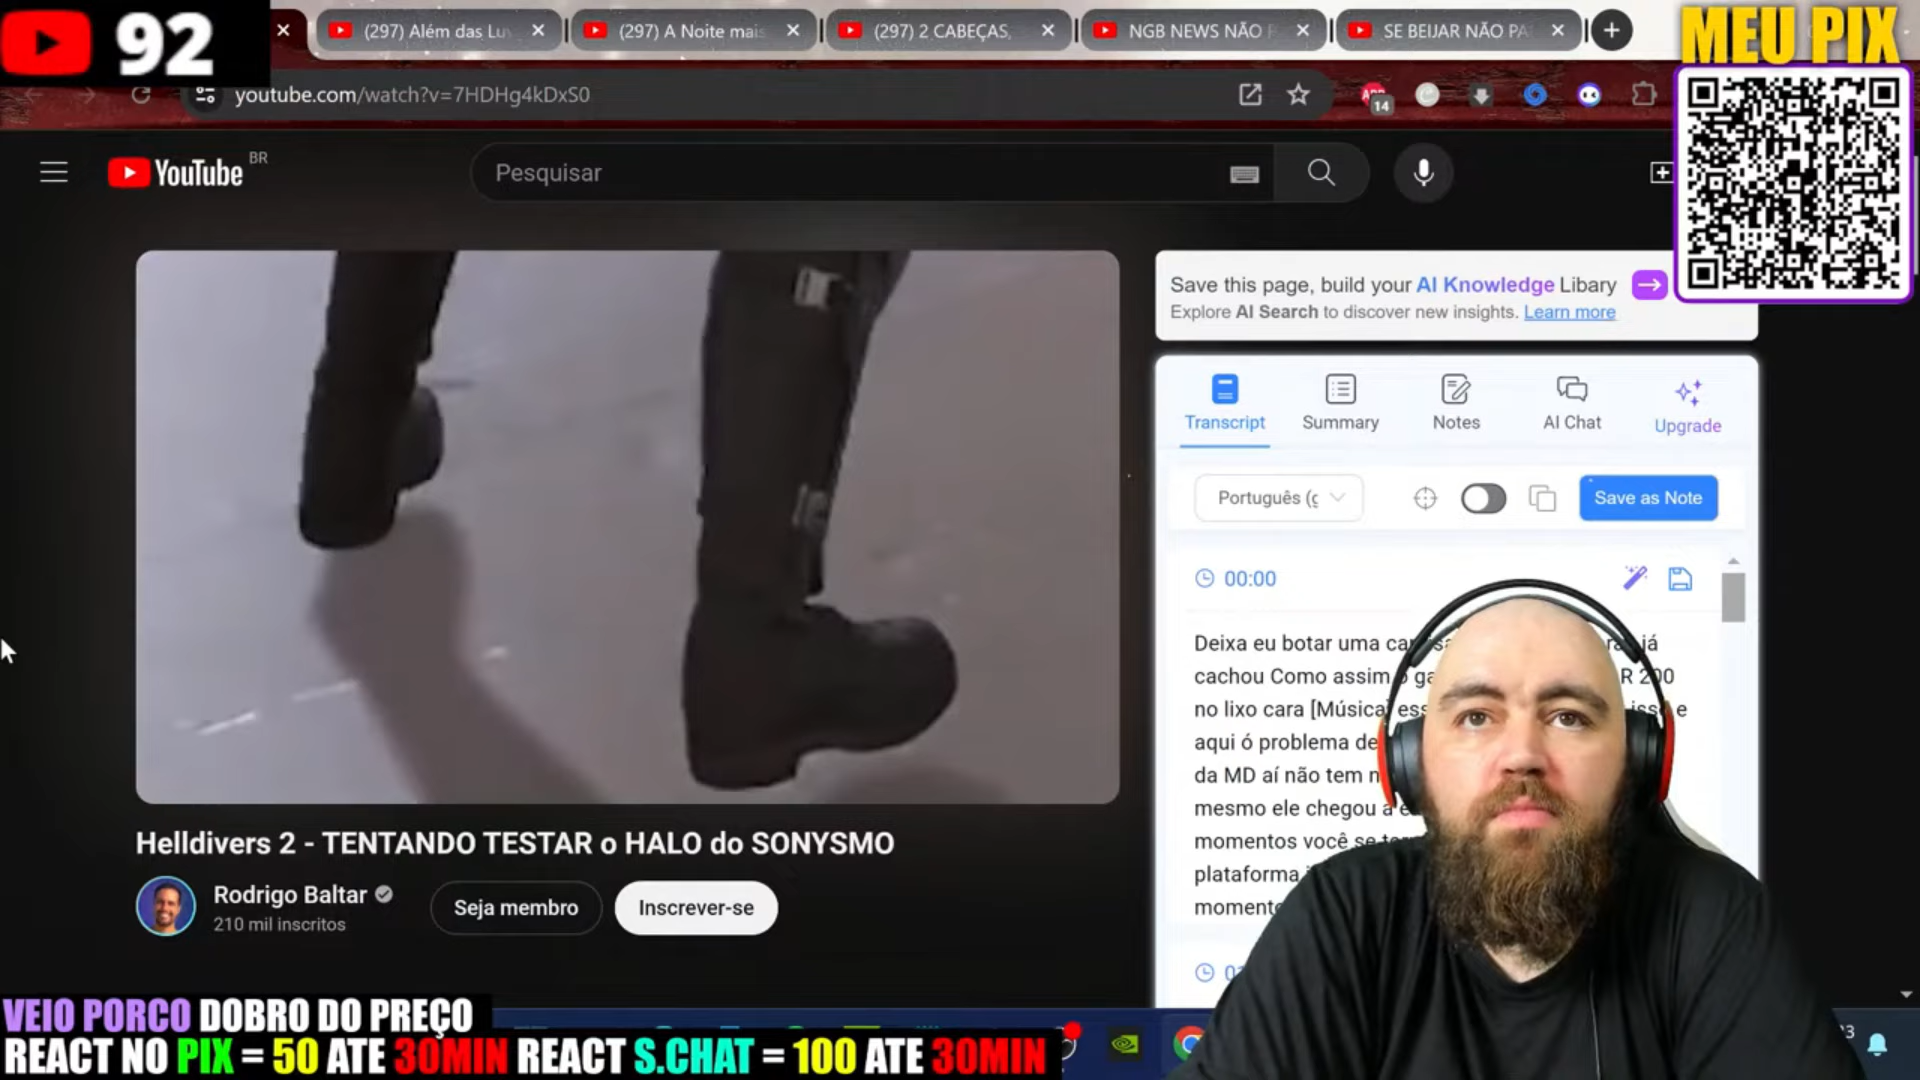 92
(297) Além das Lu
(297) A Noite mais
(297) 2 CABEÇAS,
NGB NEWS NÃO
SE BEIJAR NÃO PA
MEU PIX
youtube.com/watch?v=7HDHg4kDxS0
14
YouTube BR
Pesquisar
Save this page, build your AI Knowledge Libary
Explore AI Search to discover new insights. Learn more
Transcript
Summary
Notes
AI Chat
Upgrade
Português (g
Save as Note
00:00
Deixa eu botar uma já
cachou Como assim 200
no lixo cara [Música] isso e
aqui ó problema de
da MD aí não tem
mesmo ele chegou a
momentos você se
plataforma
momento
Helldivers 2 - TENTANDO TESTAR o HALO do SONYSMO
Rodrigo Baltar
210 mil inscritos
Seja membro
Inscrever-se
VEIO PORCO DOBRO DO PREÇO
REACT NO PIX = 50 ATE 30MIN REACT S.CHAT = 100 ATE 30MIN